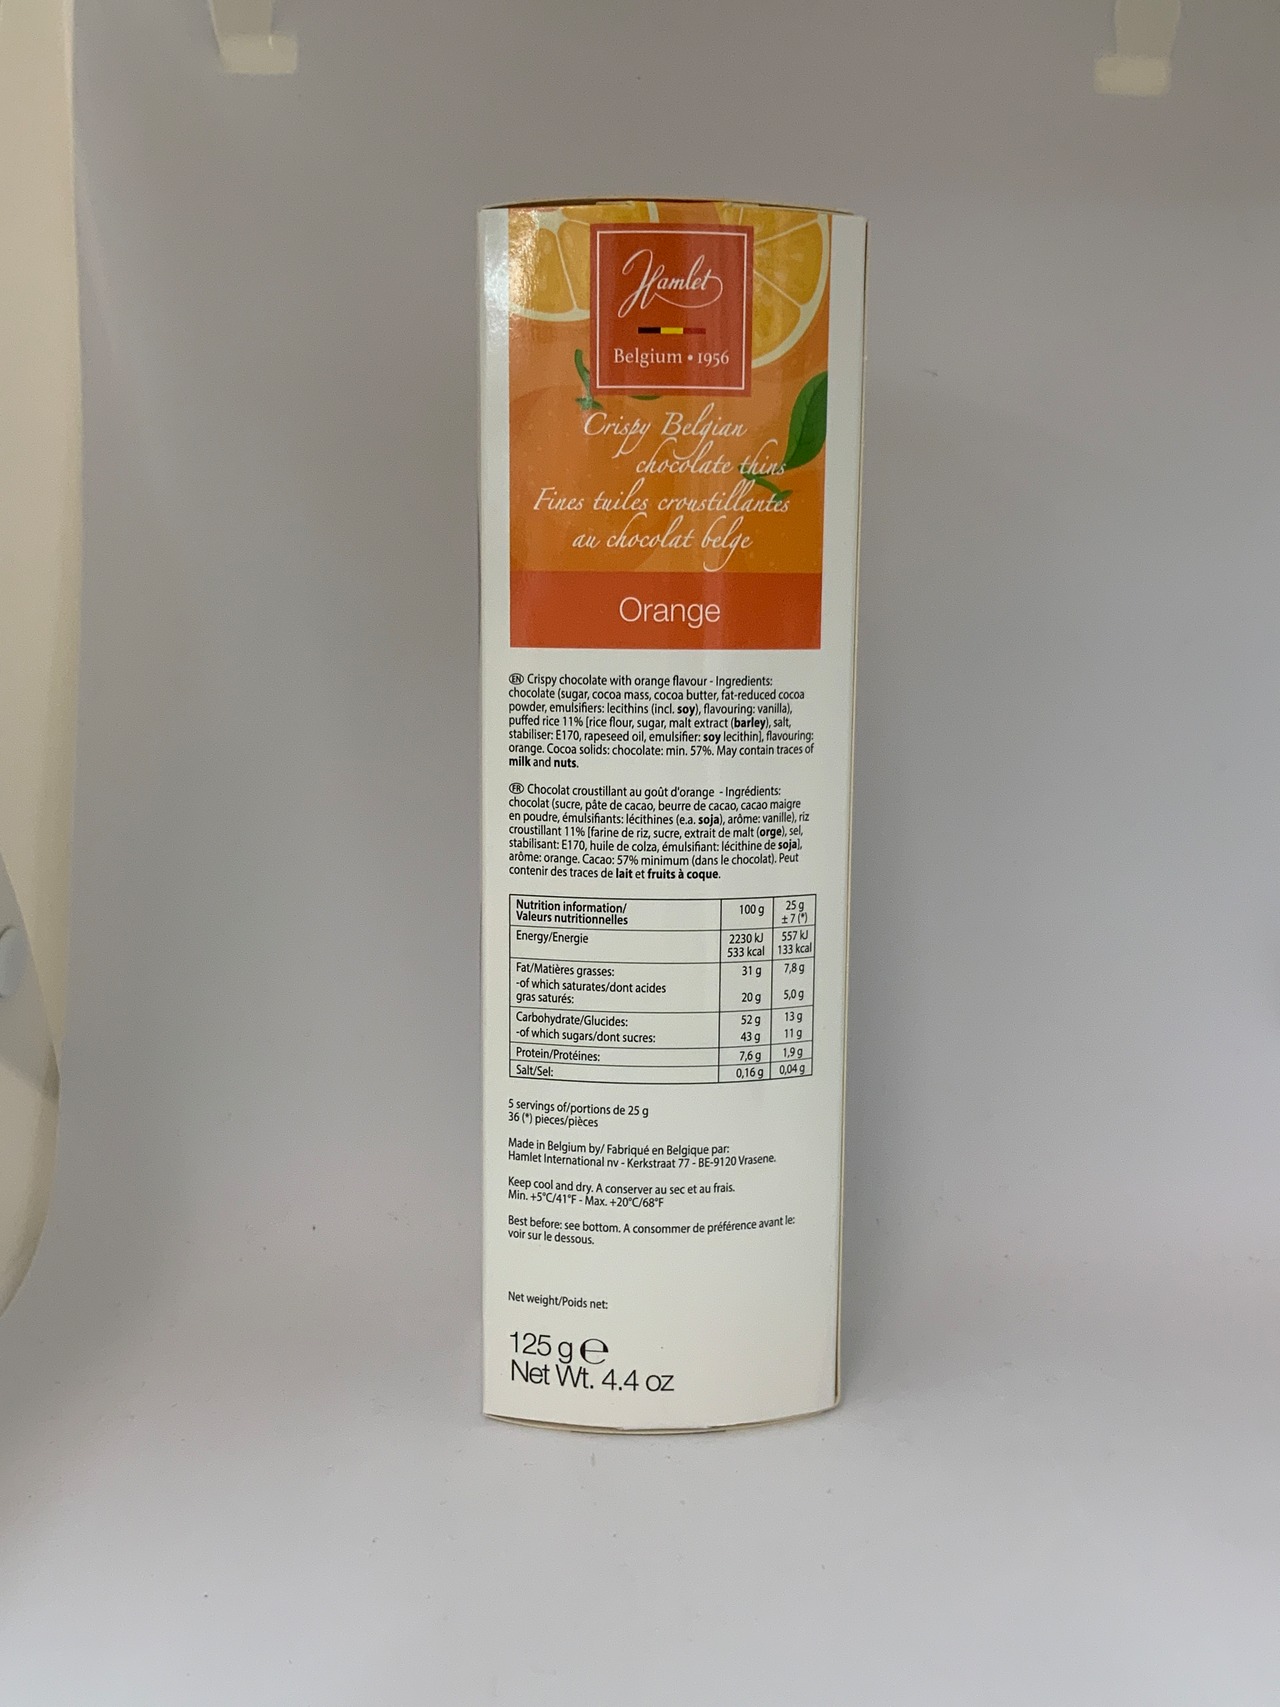 Hamlet
Belgium • 1956
Crispy Belgian
chocolate thins
Fines tuiles croustillantes
au chocolat belge
Orange
EN Crispy chocolate with orange flavour - Ingredients:
chocolate (sugar, cocoa mass, cocoa butter, fat-reduced cocoa
powder, emulsifiers: lecithins (incl. soy), flavouring: vanilla),
puffed rice 11% [rice flour, sugar, malt extract (barley), salt,
stabiliser: E170, rapeseed oil, emulsifier: soy lecithin], flavouring:
orange. Cocoa solids: chocolate: min. 57%. May contain traces of
milk and nuts.
FR Chocolat croustillant au goût d'orange - Ingrédients:
chocolat (sucre, pâte de cacao, beurre de cacao, cacao maigre
en poudre, émulsifiants: lécithines (e.a. soja), arôme: vanille), riz
croustillant 11% [farine de riz, sucre, extrait de malt (orge), sel,
stabilisant: E170, huile de colza, émulsifiant: lécithine de soja],
arôme: orange. Cacao: 57% minimum (dans le chocolat). Peut
contenir des traces de lait et fruits à coque.
Nutrition information/ 100 g 25 g
Valeurs nutritionnelles ± 7 (*)
Energy/Energie 2230 kJ 557 kJ
533 kcal 133 kcal
Fat/Matières grasses: 31 g 7,8 g
-of which saturates/dont acides
gras saturés: 20 g 5,0 g
Carbohydrate/Glucides: 52 g 13 g
-of which sugars/dont sucres: 43 g 11 g
Protein/Protéines: 7,6 g 1,9 g
Salt/Sel: 0,16 g 0,04 g
5 servings of/portions de 25 g
36 (*) pieces/pièces
Made in Belgium by/ Fabriqué en Belgique par:
Hamlet International nv - Kerkstraat 77 - BE-9120 Vrasene.
Keep cool and dry. A conserver au sec et au frais.
Min. +5°C/41°F - Max. +20°C/68°F
Best before: see bottom. A consommer de préférence avant le:
voir sur le dessous.
Net weight/Poids net:
125 g e
Net Wt. 4.4 oz